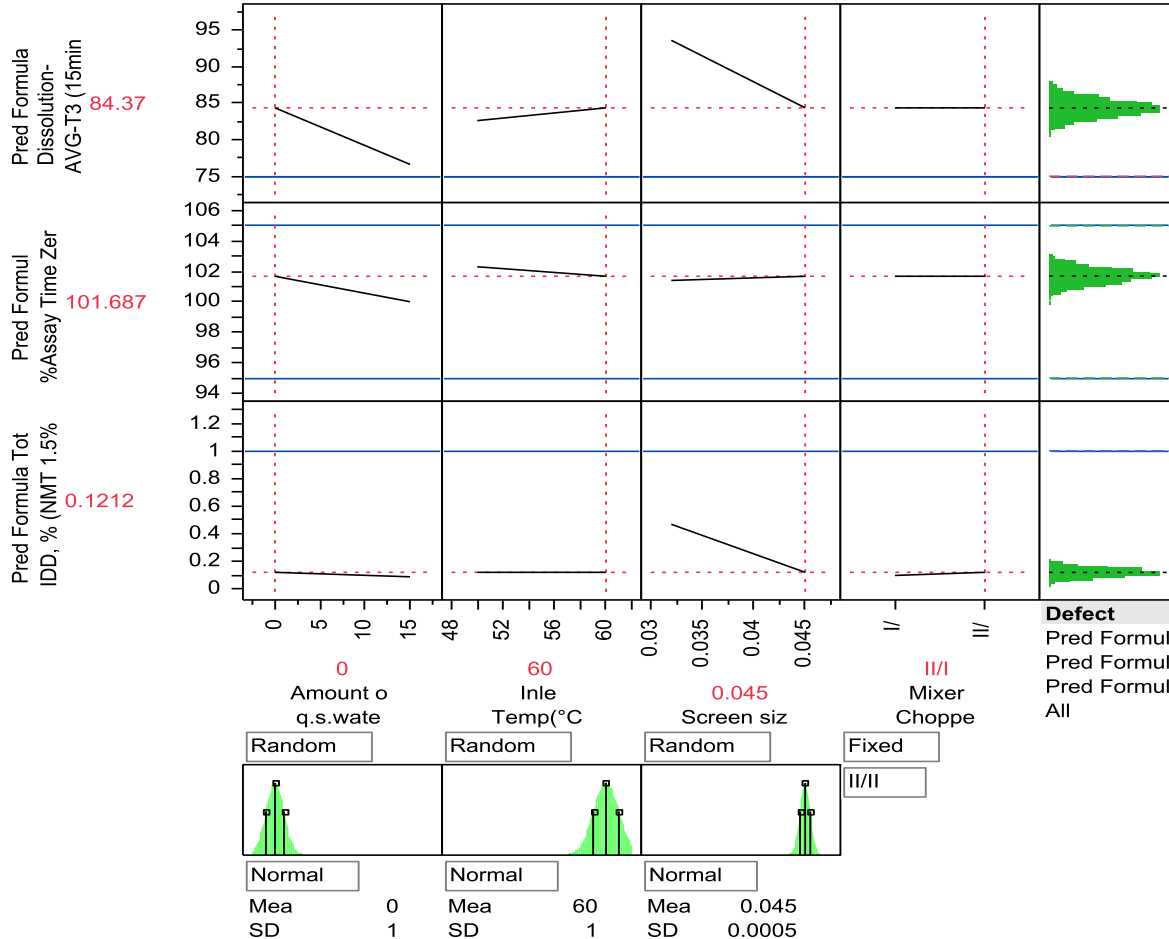 Pred Formula
Dissolution-
AVG-T3 (15min
84.37
95
90
85
80
75
Pred Formul
%Assay Time Zer
101.687
106
104
102
100
98
96
94
Pred Formula Tot
IDD, % (NMT 1.5%
0.1212
1.2
1
0.8
0.6
0.4
0.2
0
0 5 10 15
48 52 56 60
0.03 0.035 0.04 0.045
I/ II/
0
Amount o
q.s.wate
60
Inle
Temp(°C
0.045
Screen siz
II/I
Mixer
Choppe
Defect
Pred Formul
Pred Formul
Pred Formul
All
Random Random Random Fixed
II/II
Normal Normal Normal
Mea 0 Mea 60 Mea 0.045
SD 1 SD 1 SD 0.0005